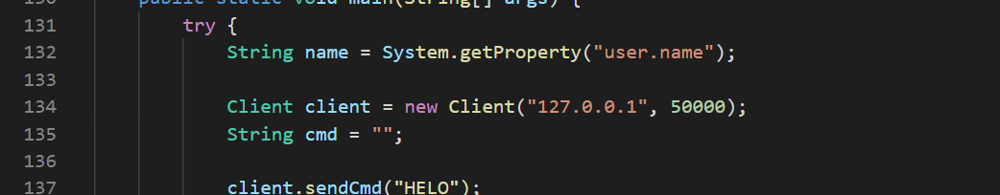 130 public static void main(String[] args) {
131 try {
132 String name = System.getProperty("user.name");
133
134 Client client = new Client("127.0.0.1", 50000);
135 String cmd = "";
136
137 client.sendCmd("HELO");